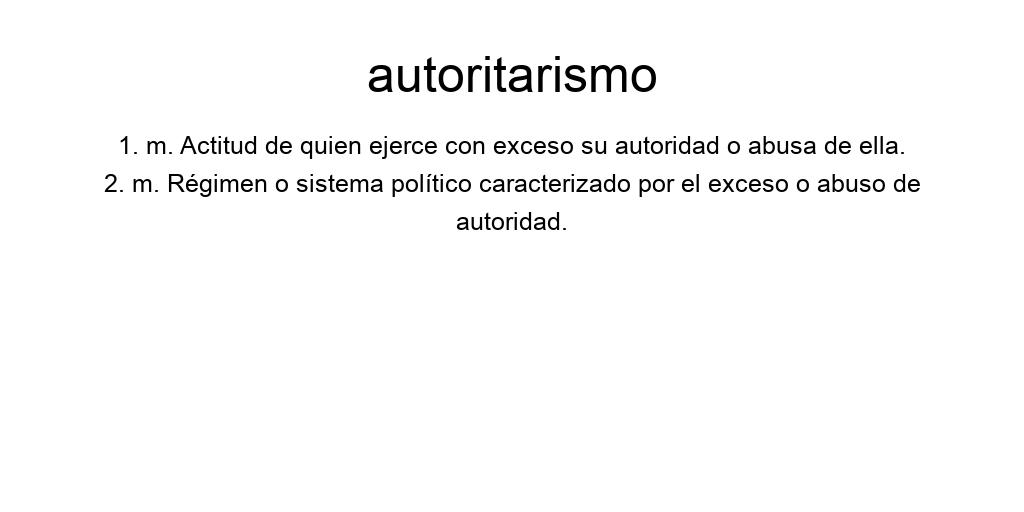 autoritarismo
1. m. Actitud de quien ejerce con exceso su autoridad o abusa de ella.
2. m. Régimen o sistema político caracterizado por el exceso o abuso de
autoridad.